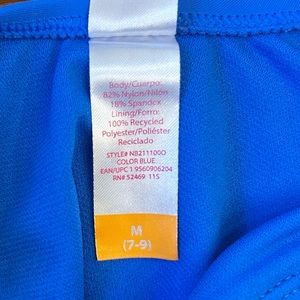 Body/Cuerpo:
82% Nylon/Nilón
18% Spandex
Lining/Forro:
100% Recycled
Polyester/Poliéster
Reciclado
STYLE# NB211100O
COLOR BLUE
EAN/UPC 1 9560906204
RN# 52469 115
M
(7-9)